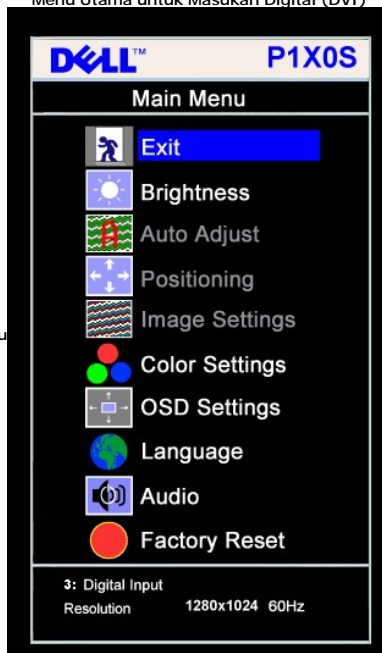 Menu Utama untuk Masukan Digital (DVI)
DELL™ P1X0S
Main Menu
Exit
Brightness
Auto Adjust
Positioning
Image Settings
u
Color Settings
OSD Settings
Language
Audio
Factory Reset
3: Digital Input
Resolution 1280x1024 60Hz